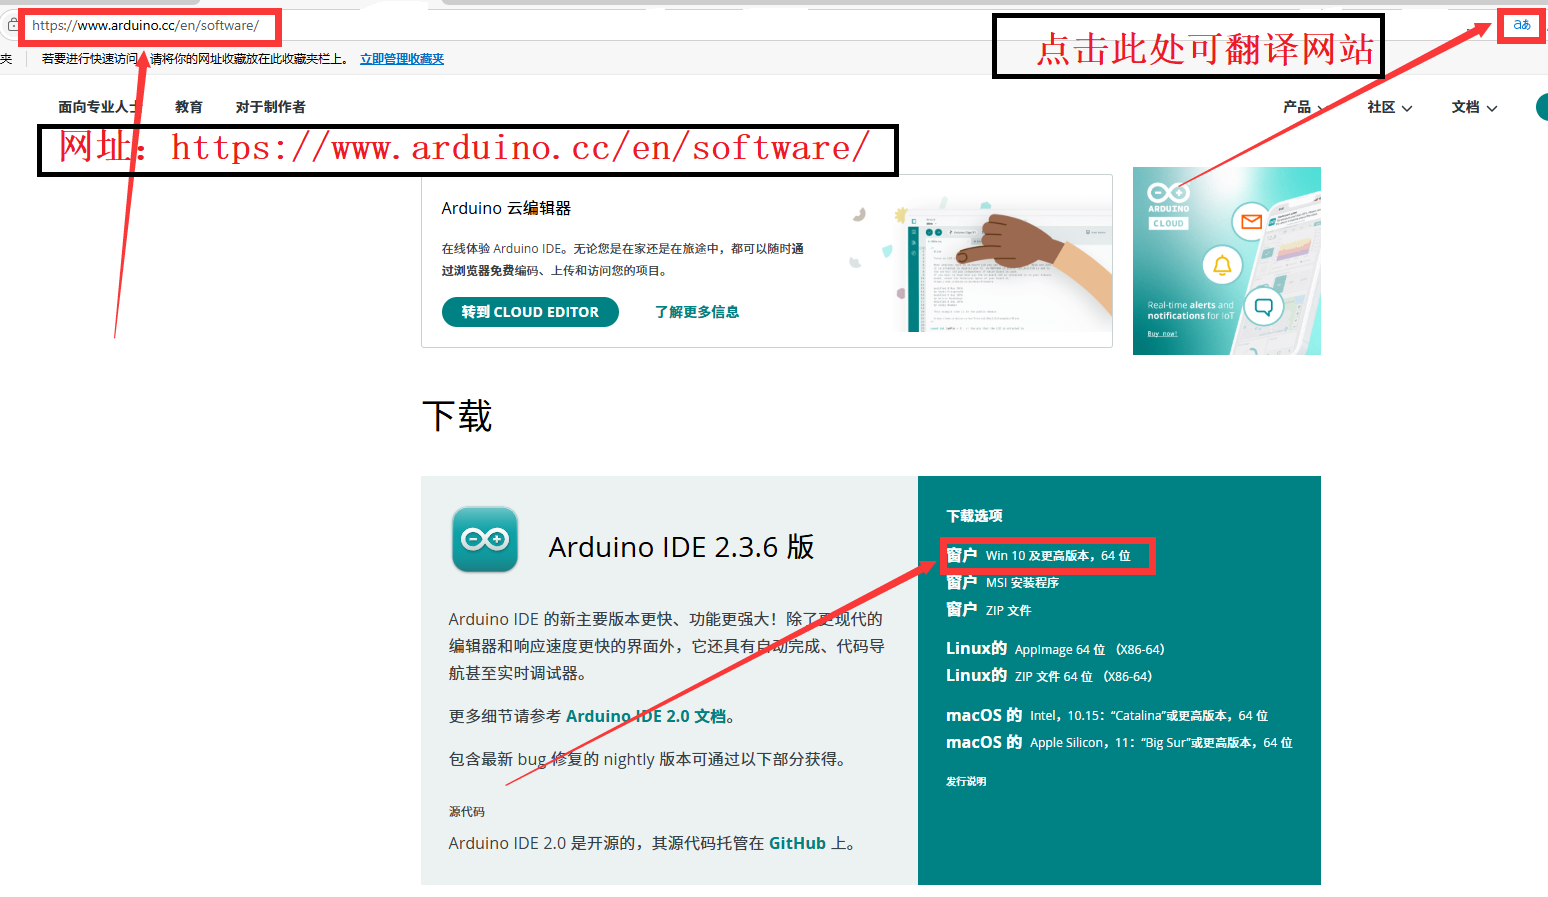 https://www.arduino.cc/en/software/
aあ
点击此处可翻译网站
夹
若要进行快速访问，请将你的网址收藏放在此收藏夹栏上。 立即管理收藏夹
面向专业人士 教育 对于制作者 产品 社区 文档
网址：https://www.arduino.cc/en/software/
Arduino 云编辑器
在线体验 Arduino IDE。无论您是在家还是在旅途中，都可以随时通
过浏览器免费编码、上传和访问您的项目。
转到 CLOUD EDITOR 了解更多信息
ARDUINO
CLOUD
Real-time alerts and
notifications for IoT
Buy now!
下载
Arduino IDE 2.3.6 版
Arduino IDE 的新主要版本更快、功能更强大！除了更现代的
编辑器和响应速度更快的界面外，它还具有自动完成、代码导
航甚至实时调试器。
更多细节请参考 Arduino IDE 2.0 文档。
包含最新 bug 修复的 nightly 版本可通过以下部分获得。
源代码
Arduino IDE 2.0 是开源的，其源代码托管在 GitHub 上。
下载选项
窗户 Win 10 及更高版本，64 位
窗户 MSI 安装程序
窗户 ZIP 文件
Linux的 AppImage 64 位 （X86-64）
Linux的 ZIP 文件 64 位 （X86-64）
macOS 的 Intel，10.15：“Catalina”或更高版本，64 位
macOS 的 Apple Silicon，11：“Big Sur”或更高版本，64 位
发行说明